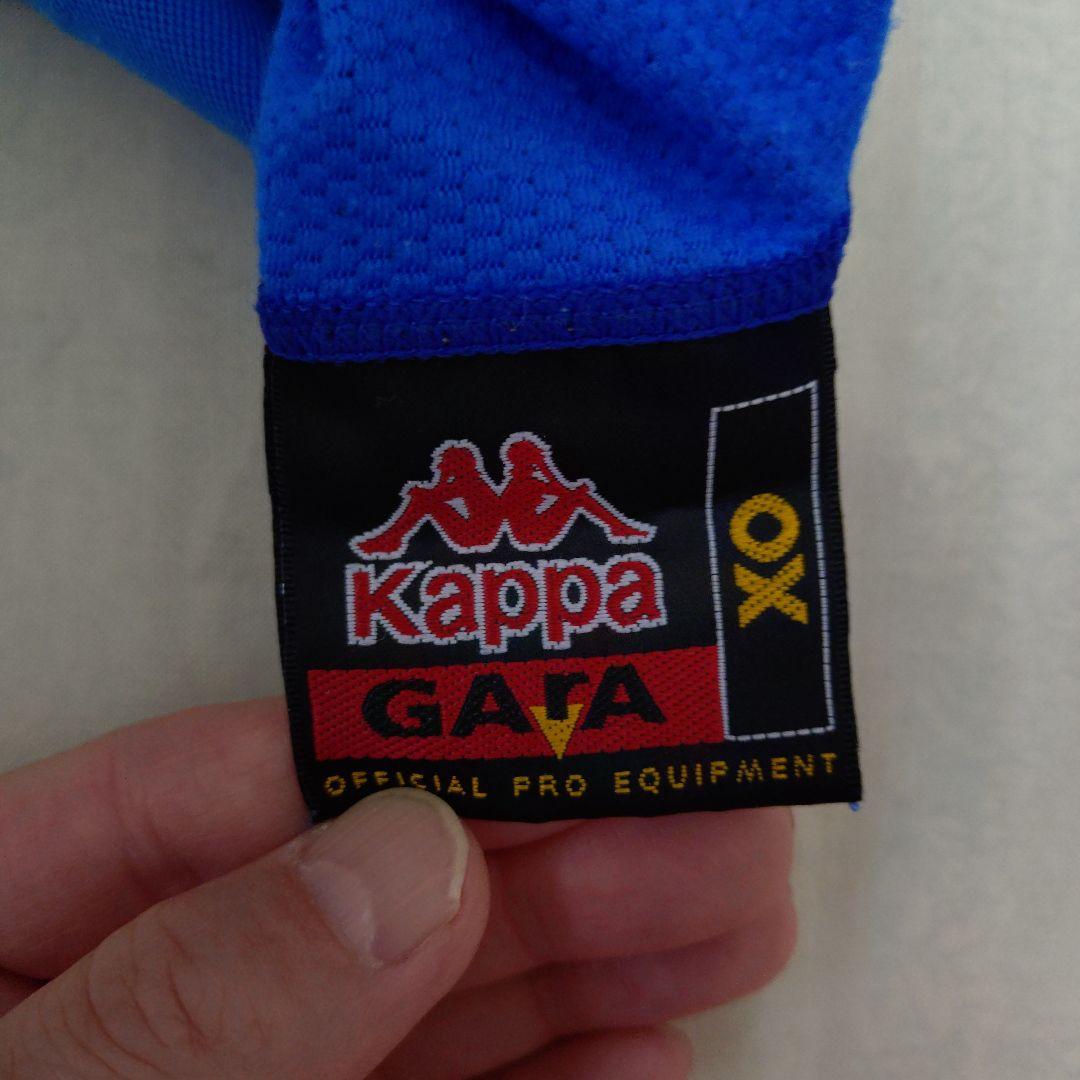 Kappa
GArA
OFFICIAL PRO EQUIPMENT
XO